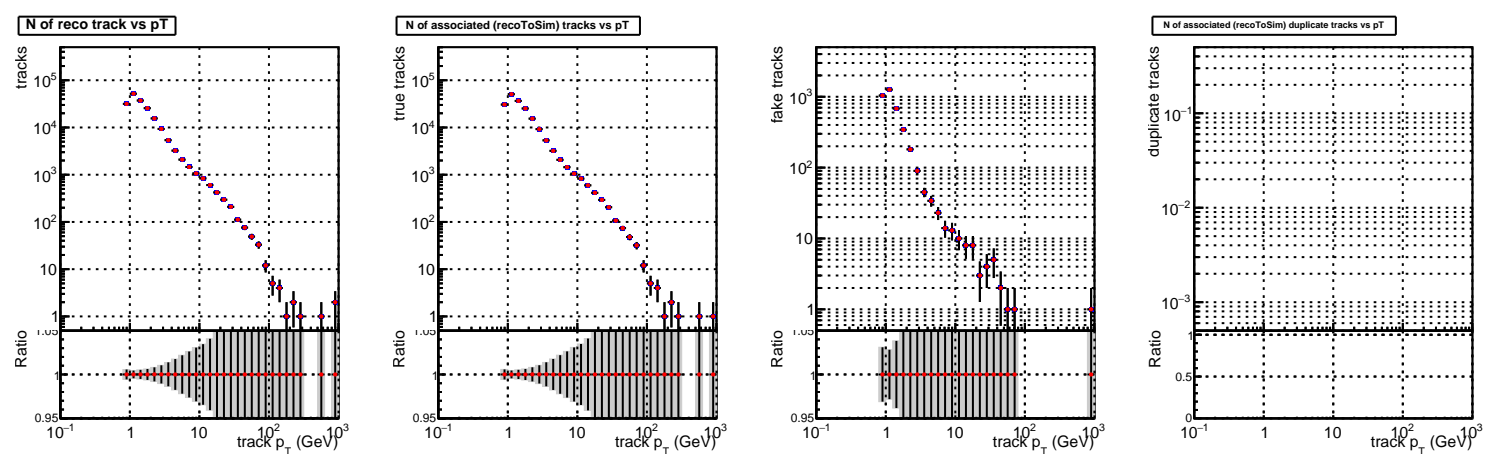 N of reco track vs pT
tracks
10^5
10^4
10^3
10^2
10
1
Ratio
1.05
1
0.95
10^-1 1 10 10^2 10^3
track p_T (GeV)
N of associated (recoToSim) tracks vs pT
true tracks
10^5
10^4
10^3
10^2
10
1
Ratio
1.05
1
0.95
10^-1 1 10 10^2 10^3
track p_T (GeV)
fake tracks
10^3
10^2
10
1
Ratio
1.05
1
0.95
10^-1 1 10 10^2 10^3
track p_T (GeV)
N of associated (recoToSim) duplicate tracks vs pT
duplicate tracks
10^-1
10^-2
10^-3
Ratio
1
0.5
0
10^-1 1 10 10^2 10^3
track p_T (GeV)